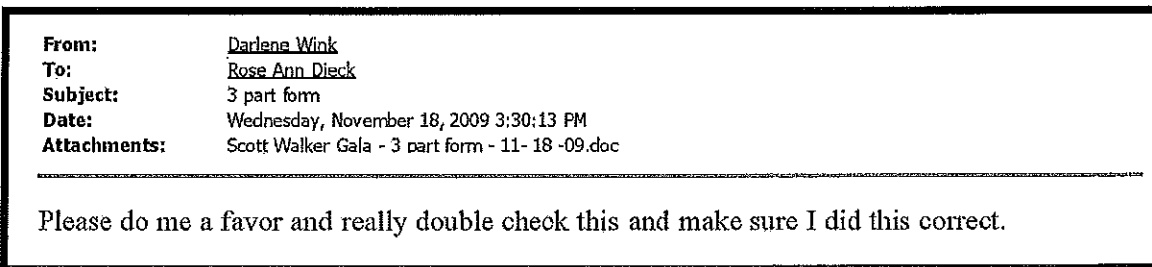 From: Darlene Wink
To: Rose Ann Dieck
Subject: 3 part form
Date: Wednesday, November 18, 2009 3:30:13 PM
Attachments: Scott Walker Gala - 3 part form - 11- 18 -09.doc
Please do me a favor and really double check this and make sure I did this correct.